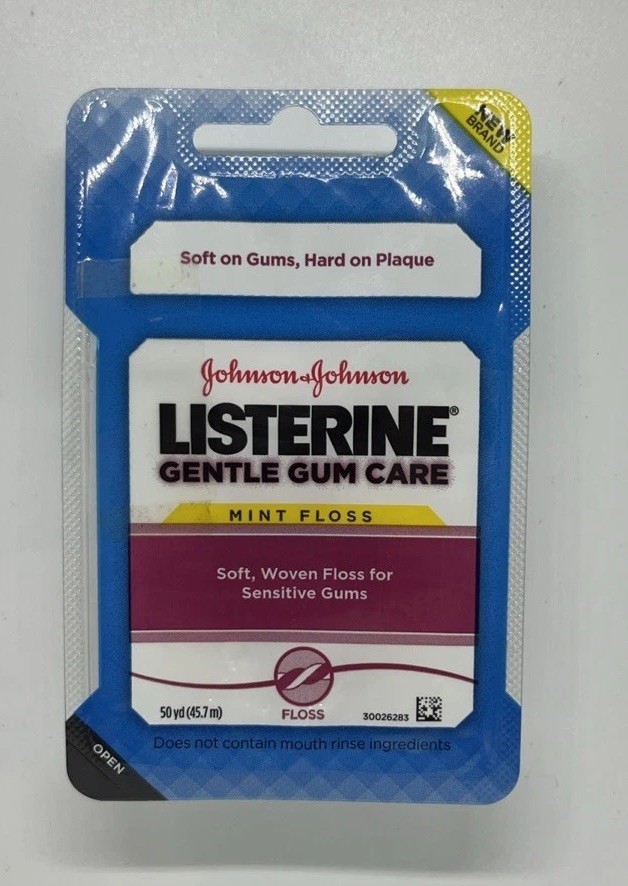 NEW
BRAND
Soft on Gums, Hard on Plaque
Johnson & Johnson
LISTERINE®
GENTLE GUM CARE
MINT FLOSS
Soft, Woven Floss for
Sensitive Gums
50 yd (45.7 m)
FLOSS
30026283
Does not contain mouth rinse ingredients
OPEN